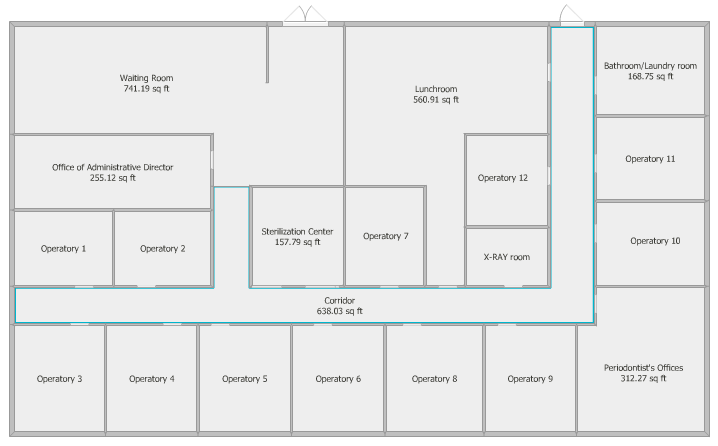 Waiting Room
741.19 sq ft
Lunchroom
560.91 sq ft
Bathroom/Laundry room
168.75 sq ft
Office of Administrative Director
255.12 sq ft
Operatory 12
Operatory 11
Operatory 1
Operatory 2
Sterilization Center
157.79 sq ft
Operatory 7
X-RAY room
Operatory 10
Corridor
638.03 sq ft
Operatory 3
Operatory 4
Operatory 5
Operatory 6
Operatory 8
Operatory 9
Periodontist's Offices
312.27 sq ft